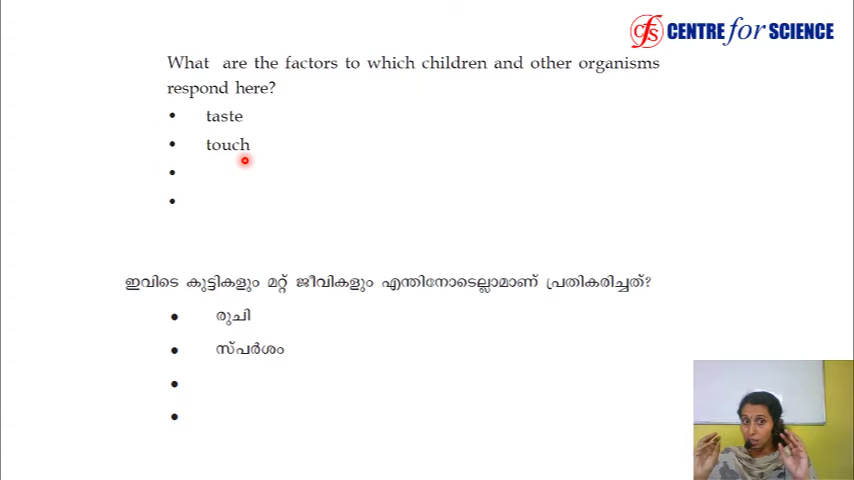 CfS CENTRE for SCIENCE
What are the factors to which children and other organisms
respond here?
• taste
• touch
•
•
ഇവിടെ കുട്ടികളും മറ്റ് ജീവികളും എന്തിനോടെല്ലാമാണ് പ്രതികരിച്ചത്?
• രുചി
• സ്പർശം
•
•